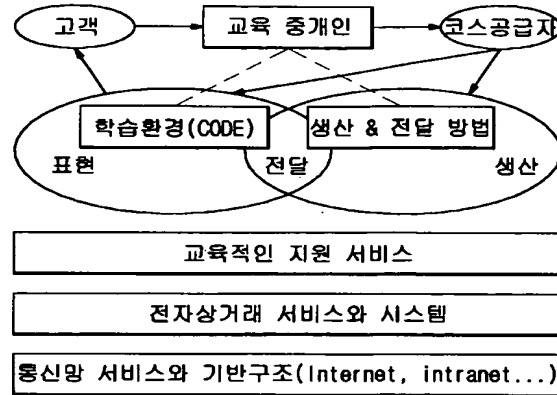 고객
교육 중개인
코스공급자
학습환경(CODE)
생산 & 전달 방법
표현
전달
생산
교육적인 지원 서비스
전자상거래 서비스와 시스템
통신망 서비스와 기반구조(Internet, intranet...)